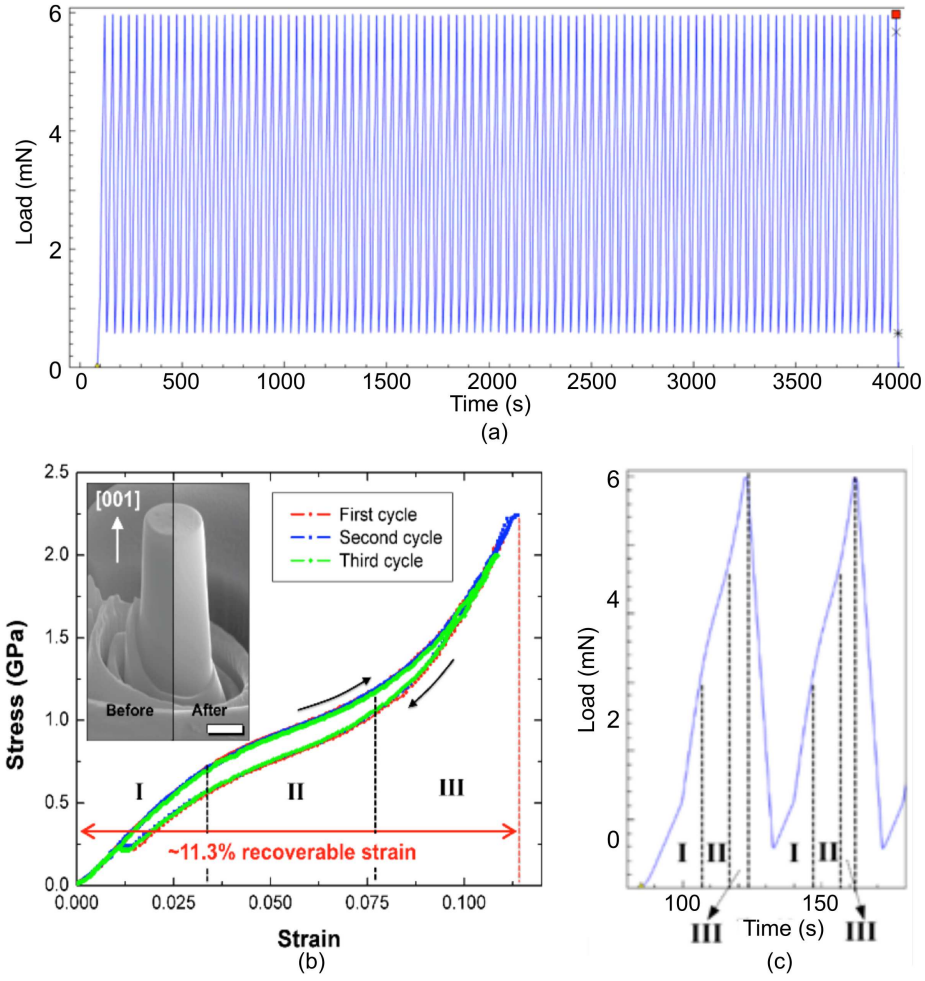 6
4
2
0
Load (mN)
0 500 1000 1500 2000 2500 3000 3500 4000
Time (s)
(a)
2.5
2.0
1.5
1.0
0.5
0.0
Stress (GPa)
[001]
Before After
First cycle
Second cycle
Third cycle
I II III
~11.3% recoverable strain
0.000 0.025 0.050 0.075 0.100
Strain
(b)
6
4
2
0
Load (mN)
I II I II
100 150
III Time (s) III
(c)